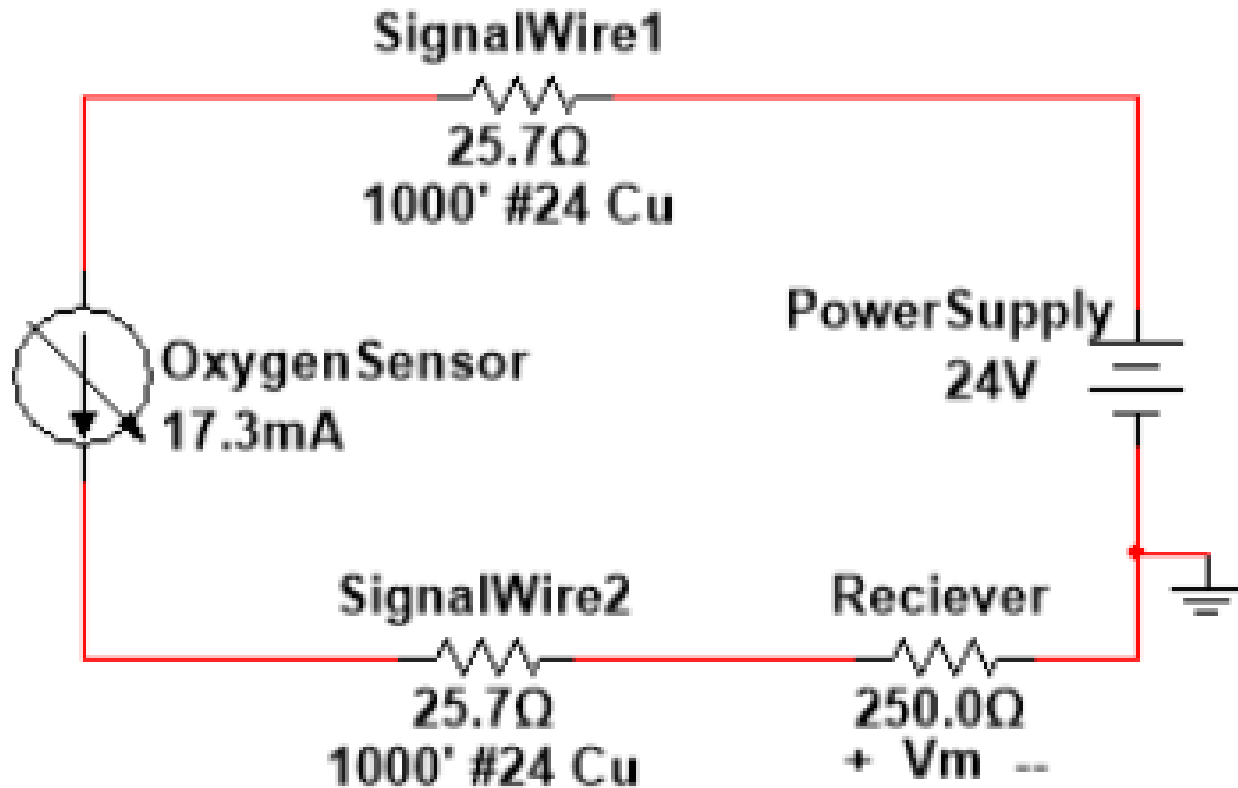 SignalWire1
25.7Ω
1000' #24 Cu
PowerSupply
24V
OxygenSensor
17.3mA
SignalWire2
25.7Ω
1000' #24 Cu
Reciever
250.0Ω
+ Vm --